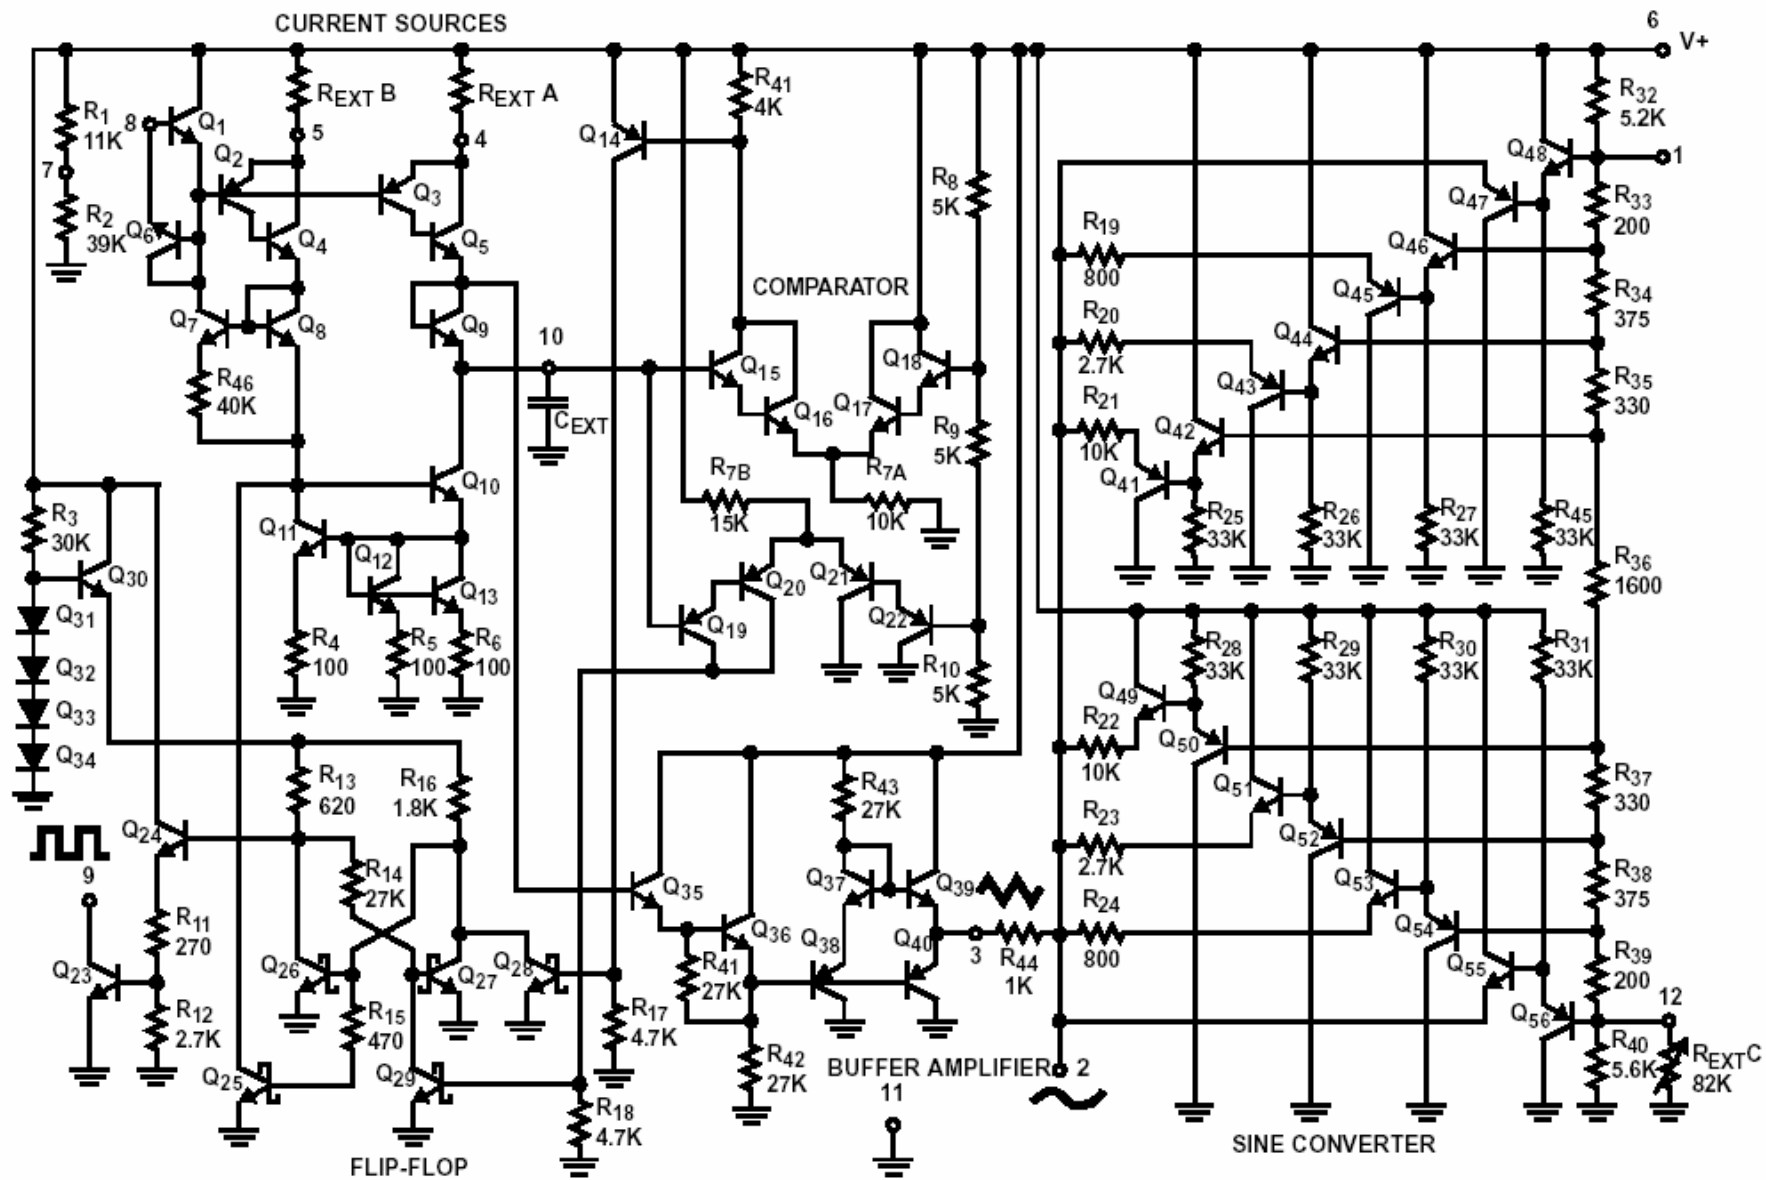 CURRENT SOURCES
6
V+
R1
11K
8
Q1
REXT B
5
REXT A
4
R41
4K
Q14
R32
5.2K
1
Q48
7
R2
39K
Q2
Q3
Q6
Q4
Q5
R8
5K
Q47
R33
200
R19
800
Q46
COMPARATOR
Q45
R34
375
Q7
Q8
Q9
10
R20
2.7K
Q44
R46
40K
CEXT
Q15
Q16
Q17
Q18
Q43
R35
330
R21
10K
Q42
R9
5K
R7B
15K
R7A
10K
Q41
Q10
R3
30K
Q11
Q12
Q13
R25
33K
R26
33K
R27
33K
R45
33K
R36
1600
Q30
Q20
Q21
Q31
Q19
Q22
R4
100
R5
100
R6
100
R10
5K
R28
33K
R29
33K
R30
33K
R31
33K
Q32
Q33
Q34
Q49
R22
10K
Q50
R13
620
R16
1.8K
R43
27K
Q51
R37
330
Q24
R23
2.7K
Q52
9
R14
27K
Q35
Q37
Q39
Q53
R38
375
R11
270
R24
800
Q36
Q38
Q40
3
R44
1K
Q54
Q23
Q26
Q27
Q28
R41
27K
Q55
R39
200
R12
2.7K
R15
470
R17
4.7K
12
Q56
R42
27K
BUFFER AMPLIFIER
2
R40
5.6K
REXTC
82K
Q25
Q29
11
R18
4.7K
SINE CONVERTER
FLIP-FLOP